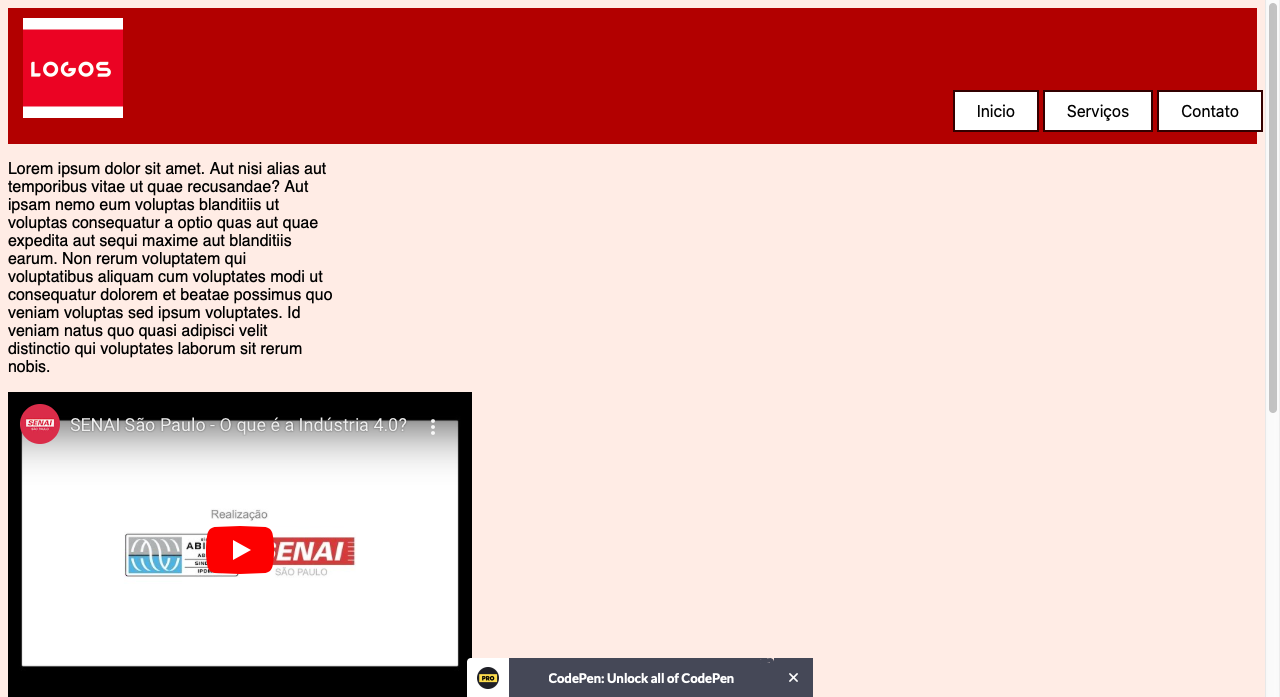 LOGOS
Inicio
Serviços
Contato
Lorem ipsum dolor sit amet. Aut nisi alias aut
temporibus vitae ut quae recusandae? Aut
ipsam nemo eum voluptas blanditiis ut
voluptas consequatur a optio quas aut quae
expedita aut sequi maxime aut blanditiis
earum. Non rerum voluptatem qui
voluptatibus aliquam cum voluptates modi ut
consequatur dolorem et beatae possimus quo
veniam voluptas sed ipsum voluptates. Id
veniam natus quo quasi adipisci velit
distinctio qui voluptates laborum sit rerum
nobis.
SENAI
SÃO PAULO
SENAI São Paulo - O que é a Indústria 4.0?
Realização
SENAI
SÃO PAULO
PRO
CodePen: Unlock all of CodePen